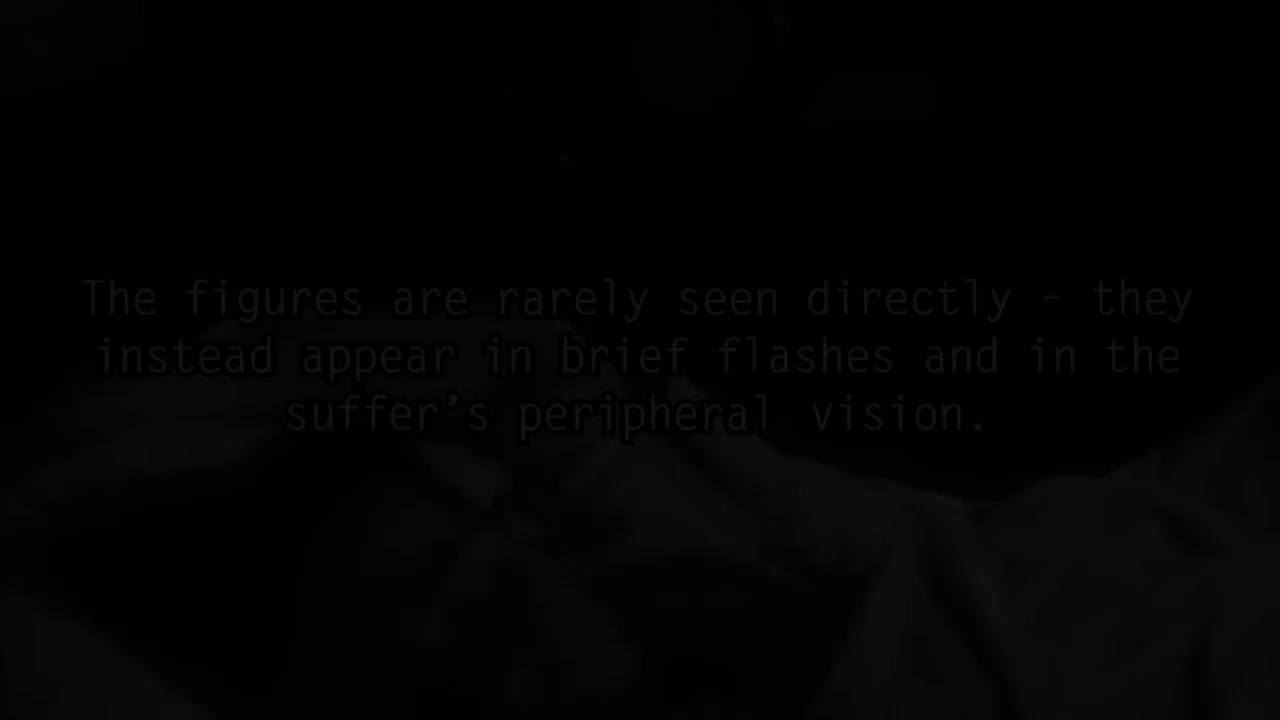 The figures are rarely seen directly – they
instead appear in brief flashes and in the
suffer’s peripheral vision.